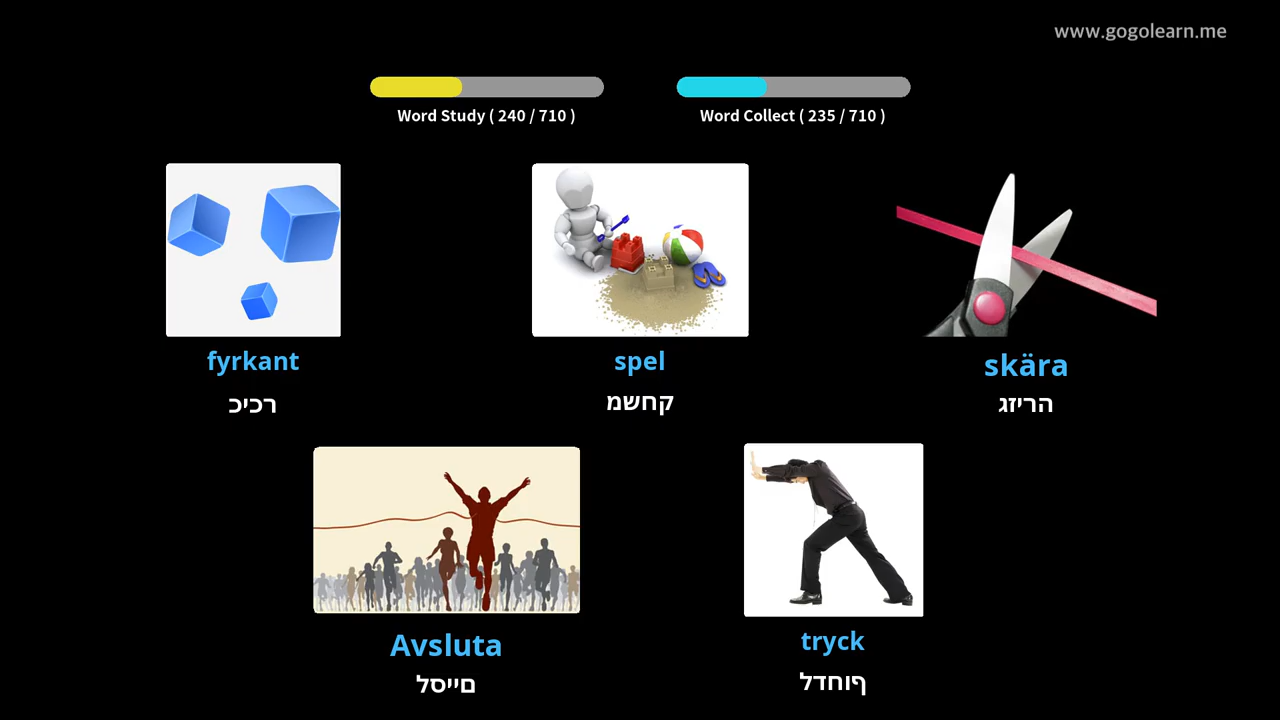 www.gogolearn.me
Word Study ( 240 / 710 )
Word Collect ( 235 / 710 )
fyrkant
רכיכ
spel
קחשמ
skära
הריזג
Avsluta
םייסל
tryck
ףוחדל